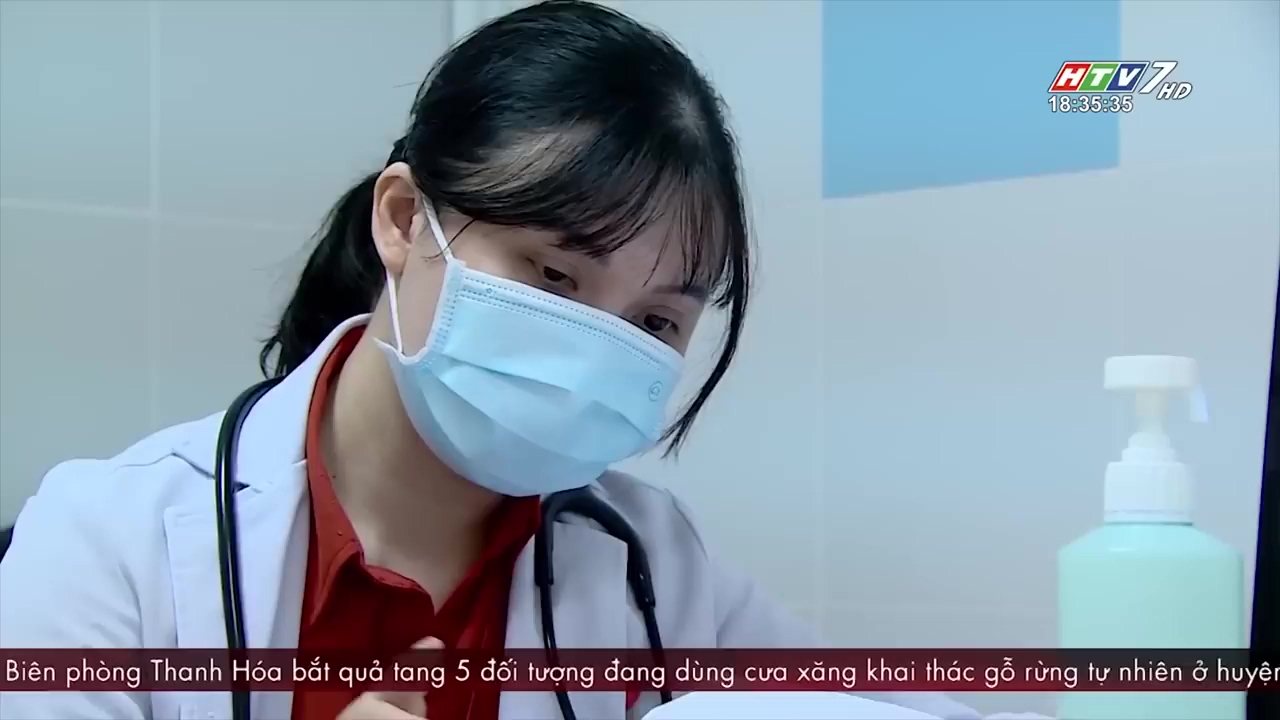 HTV7 HD
18:35:35
Biên phòng Thanh Hóa bắt quả tang 5 đối tượng đang dùng cưa xăng khai thác gỗ rừng tự nhiên ở huyện